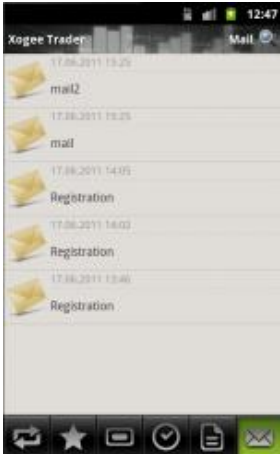 12:47
Xogee Trader Mail
17.06.2011 15:25
mail2
17.06.2011 15:25
mail
17.06.2011 14:05
Registration
17.06.2011 14:03
Registration
17.06.2011 13:46
Registration